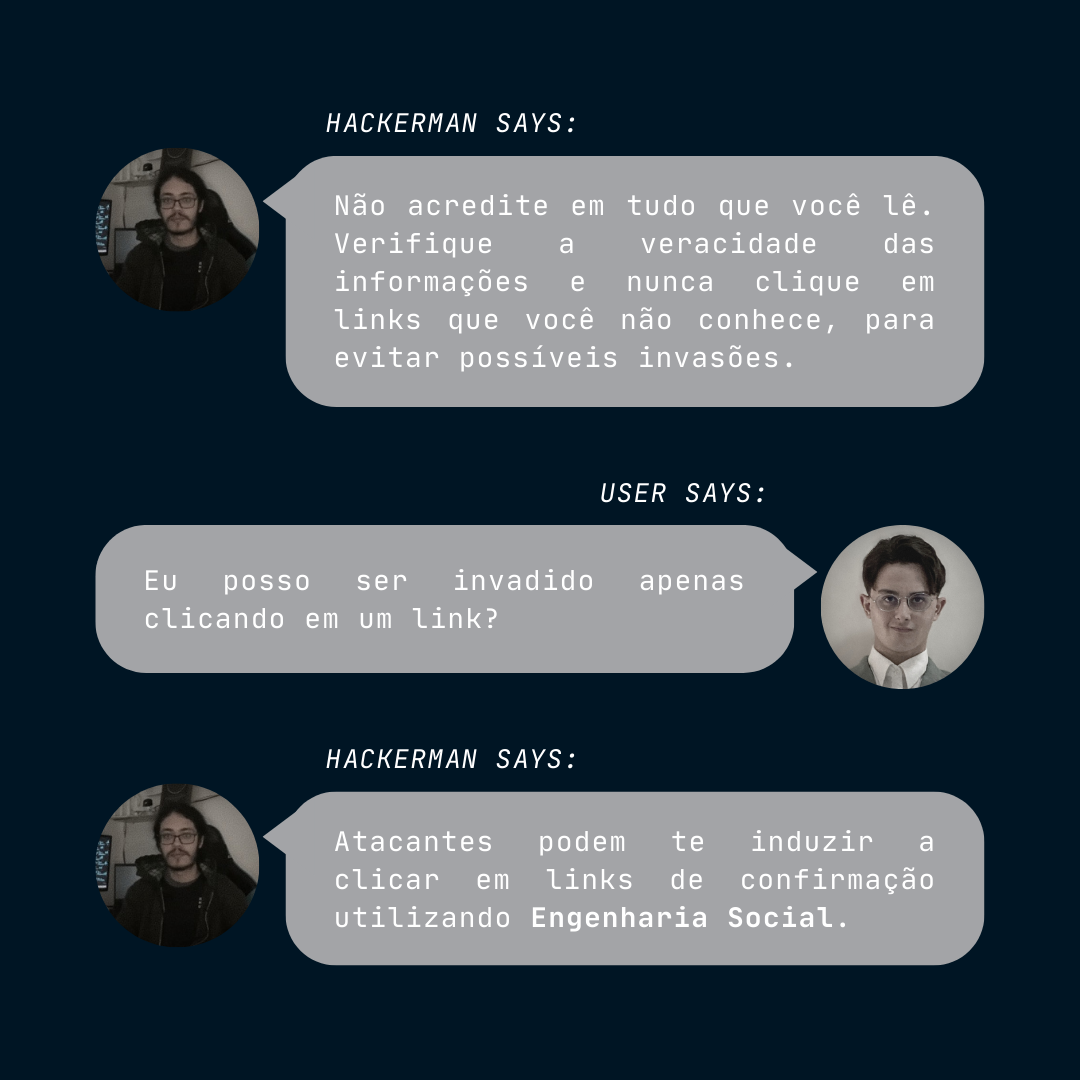 HACKERMAN SAYS:
Não acredite em tudo que você lê.
Verifique a veracidade das
informações e nunca clique em
links que você não conhece, para
evitar possíveis invasões.
USER SAYS:
Eu posso ser invadido apenas
clicando em um link?
HACKERMAN SAYS:
Atacantes podem te induzir a
clicar em links de confirmação
utilizando Engenharia Social.